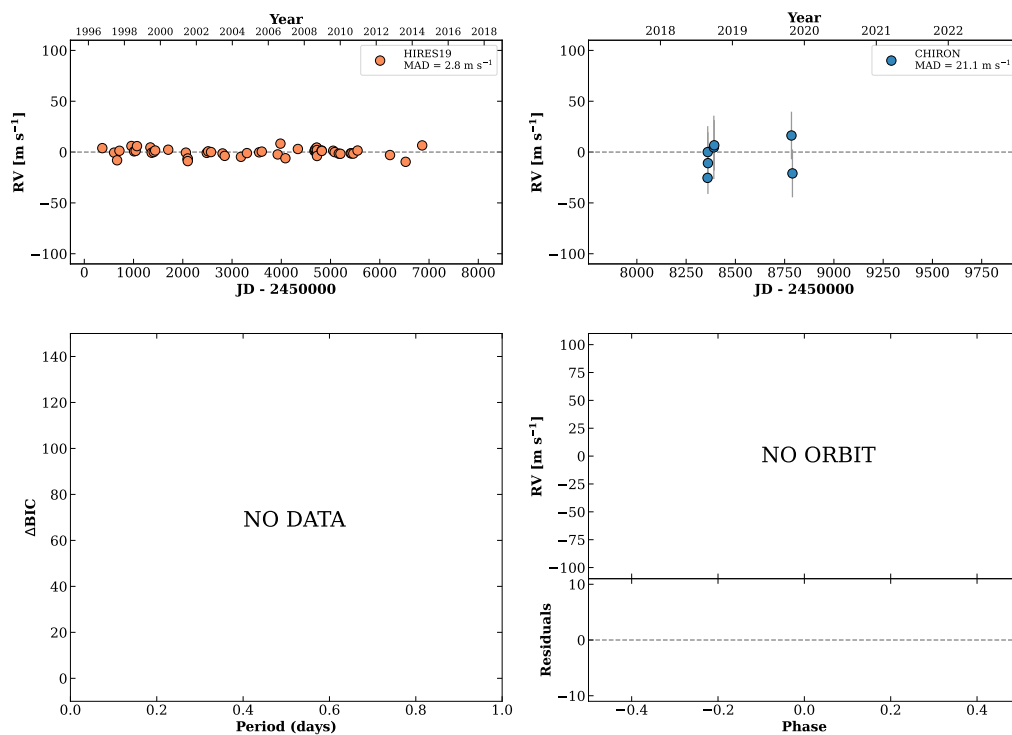 Year
1996 1998 2000 2002 2004 2006 2008 2010 2012 2014 2016 2018
HIRES19
MAD = 2.8 m s⁻¹
100
50
0
−50
−100
RV [m s⁻¹]
0 1000 2000 3000 4000 5000 6000 7000 8000
JD - 2450000
Year
2018 2019 2020 2021 2022
CHIRON
MAD = 21.1 m s⁻¹
100
50
0
−50
−100
RV [m s⁻¹]
8000 8250 8500 8750 9000 9250 9500 9750
JD - 2450000
140
120
100
80
60
40
20
0
ΔBIC
NO DATA
0.0 0.2 0.4 0.6 0.8 1.0
Period (days)
100
75
50
25
0
−25
−50
−75
−100
RV [m s⁻¹]
NO ORBIT
10
0
−10
Residuals
−0.4 −0.2 0.0 0.2 0.4
Phase